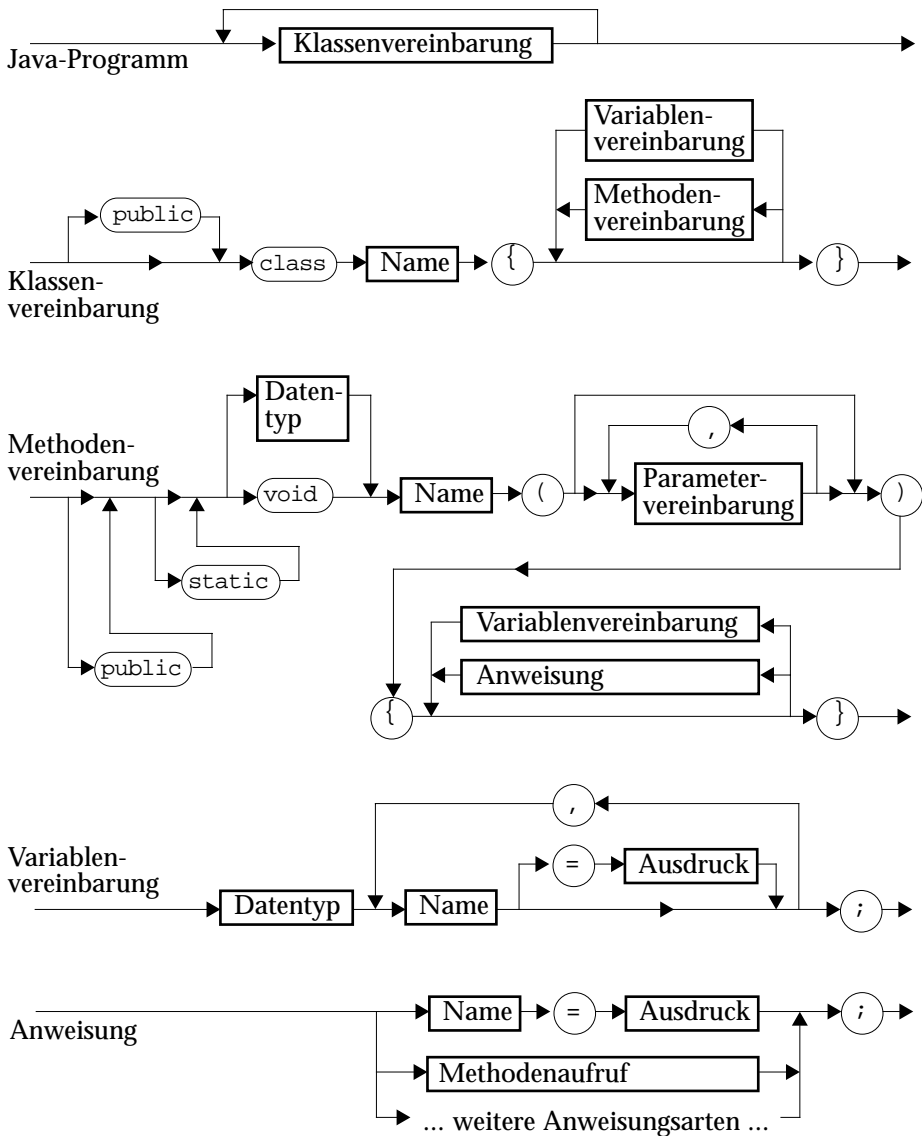 Klassenvereinbarung
Java-Programm
Variablen-
vereinbarung
Methoden-
vereinbarung
public
class
Name
{
}
Klassen-
vereinbarung
Daten-
typ
Methoden-
vereinbarung
void
Name
(
,
Parameter-
vereinbarung
)
static
public
Variablenvereinbarung
Anweisung
{
}
,
Variablen-
vereinbarung
=
Ausdruck
Datentyp
Name
;
Anweisung
Name
=
Ausdruck
;
Methodenaufruf
... weitere Anweisungsarten ...